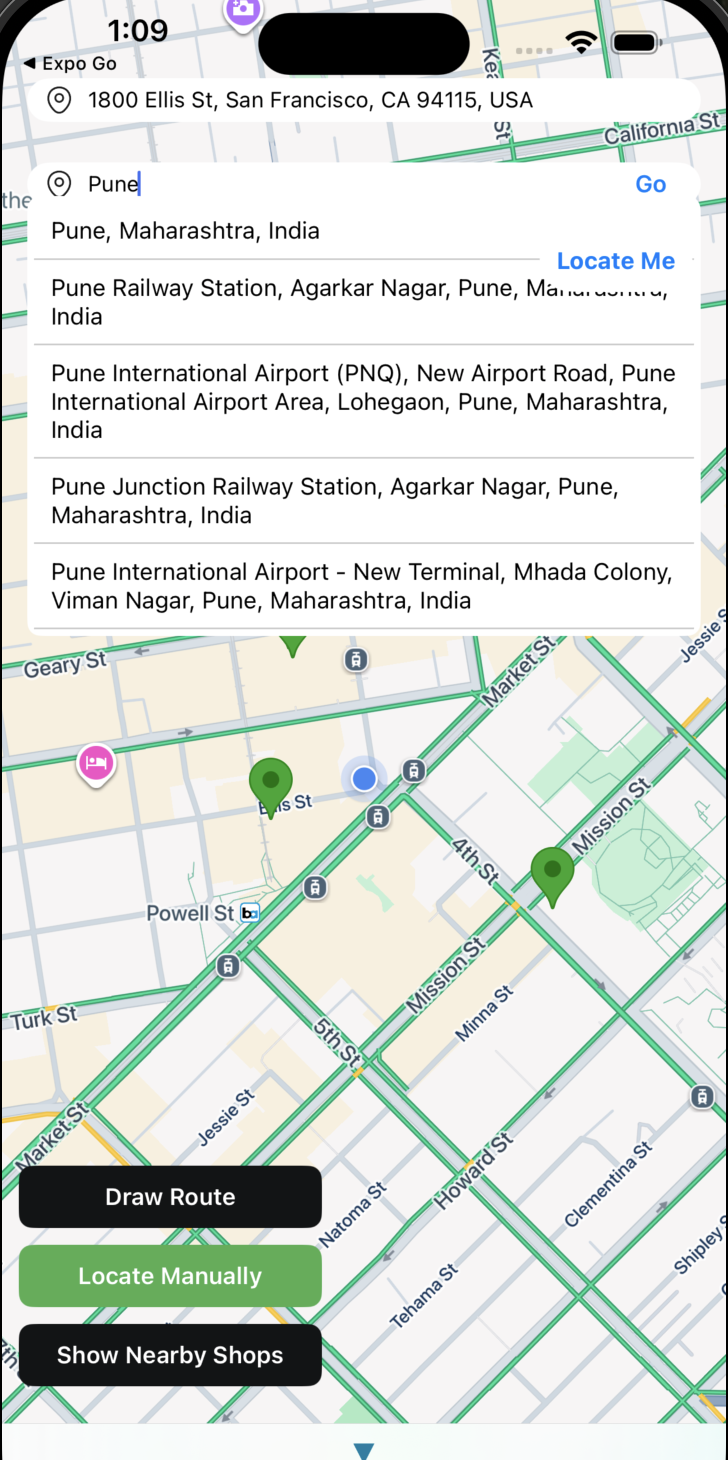 1:09
◀ Expo Go
1800 Ellis St, San Francisco, CA 94115, USA
California St
the
Pune
Go
Pune, Maharashtra, India
Locate Me
Pune Railway Station, Agarkar Nagar, Pune, Maharashtra,
India
Pune International Airport (PNQ), New Airport Road, Pune
International Airport Area, Lohegaon, Pune, Maharashtra,
India
Pune Junction Railway Station, Agarkar Nagar, Pune,
Maharashtra, India
Pune International Airport - New Terminal, Mhada Colony,
Viman Nagar, Pune, Maharashtra, India
Geary St
Market St
Jessie S
Ellis St
Mission St
4th St
Powell St
Mission St
Minna St
Turk St
5th St
Jessie St
Market St
Howard St
Clementina St
Natoma St
Shipley S
Tehama St
7th
Draw Route
Locate Manually
Show Nearby Shops